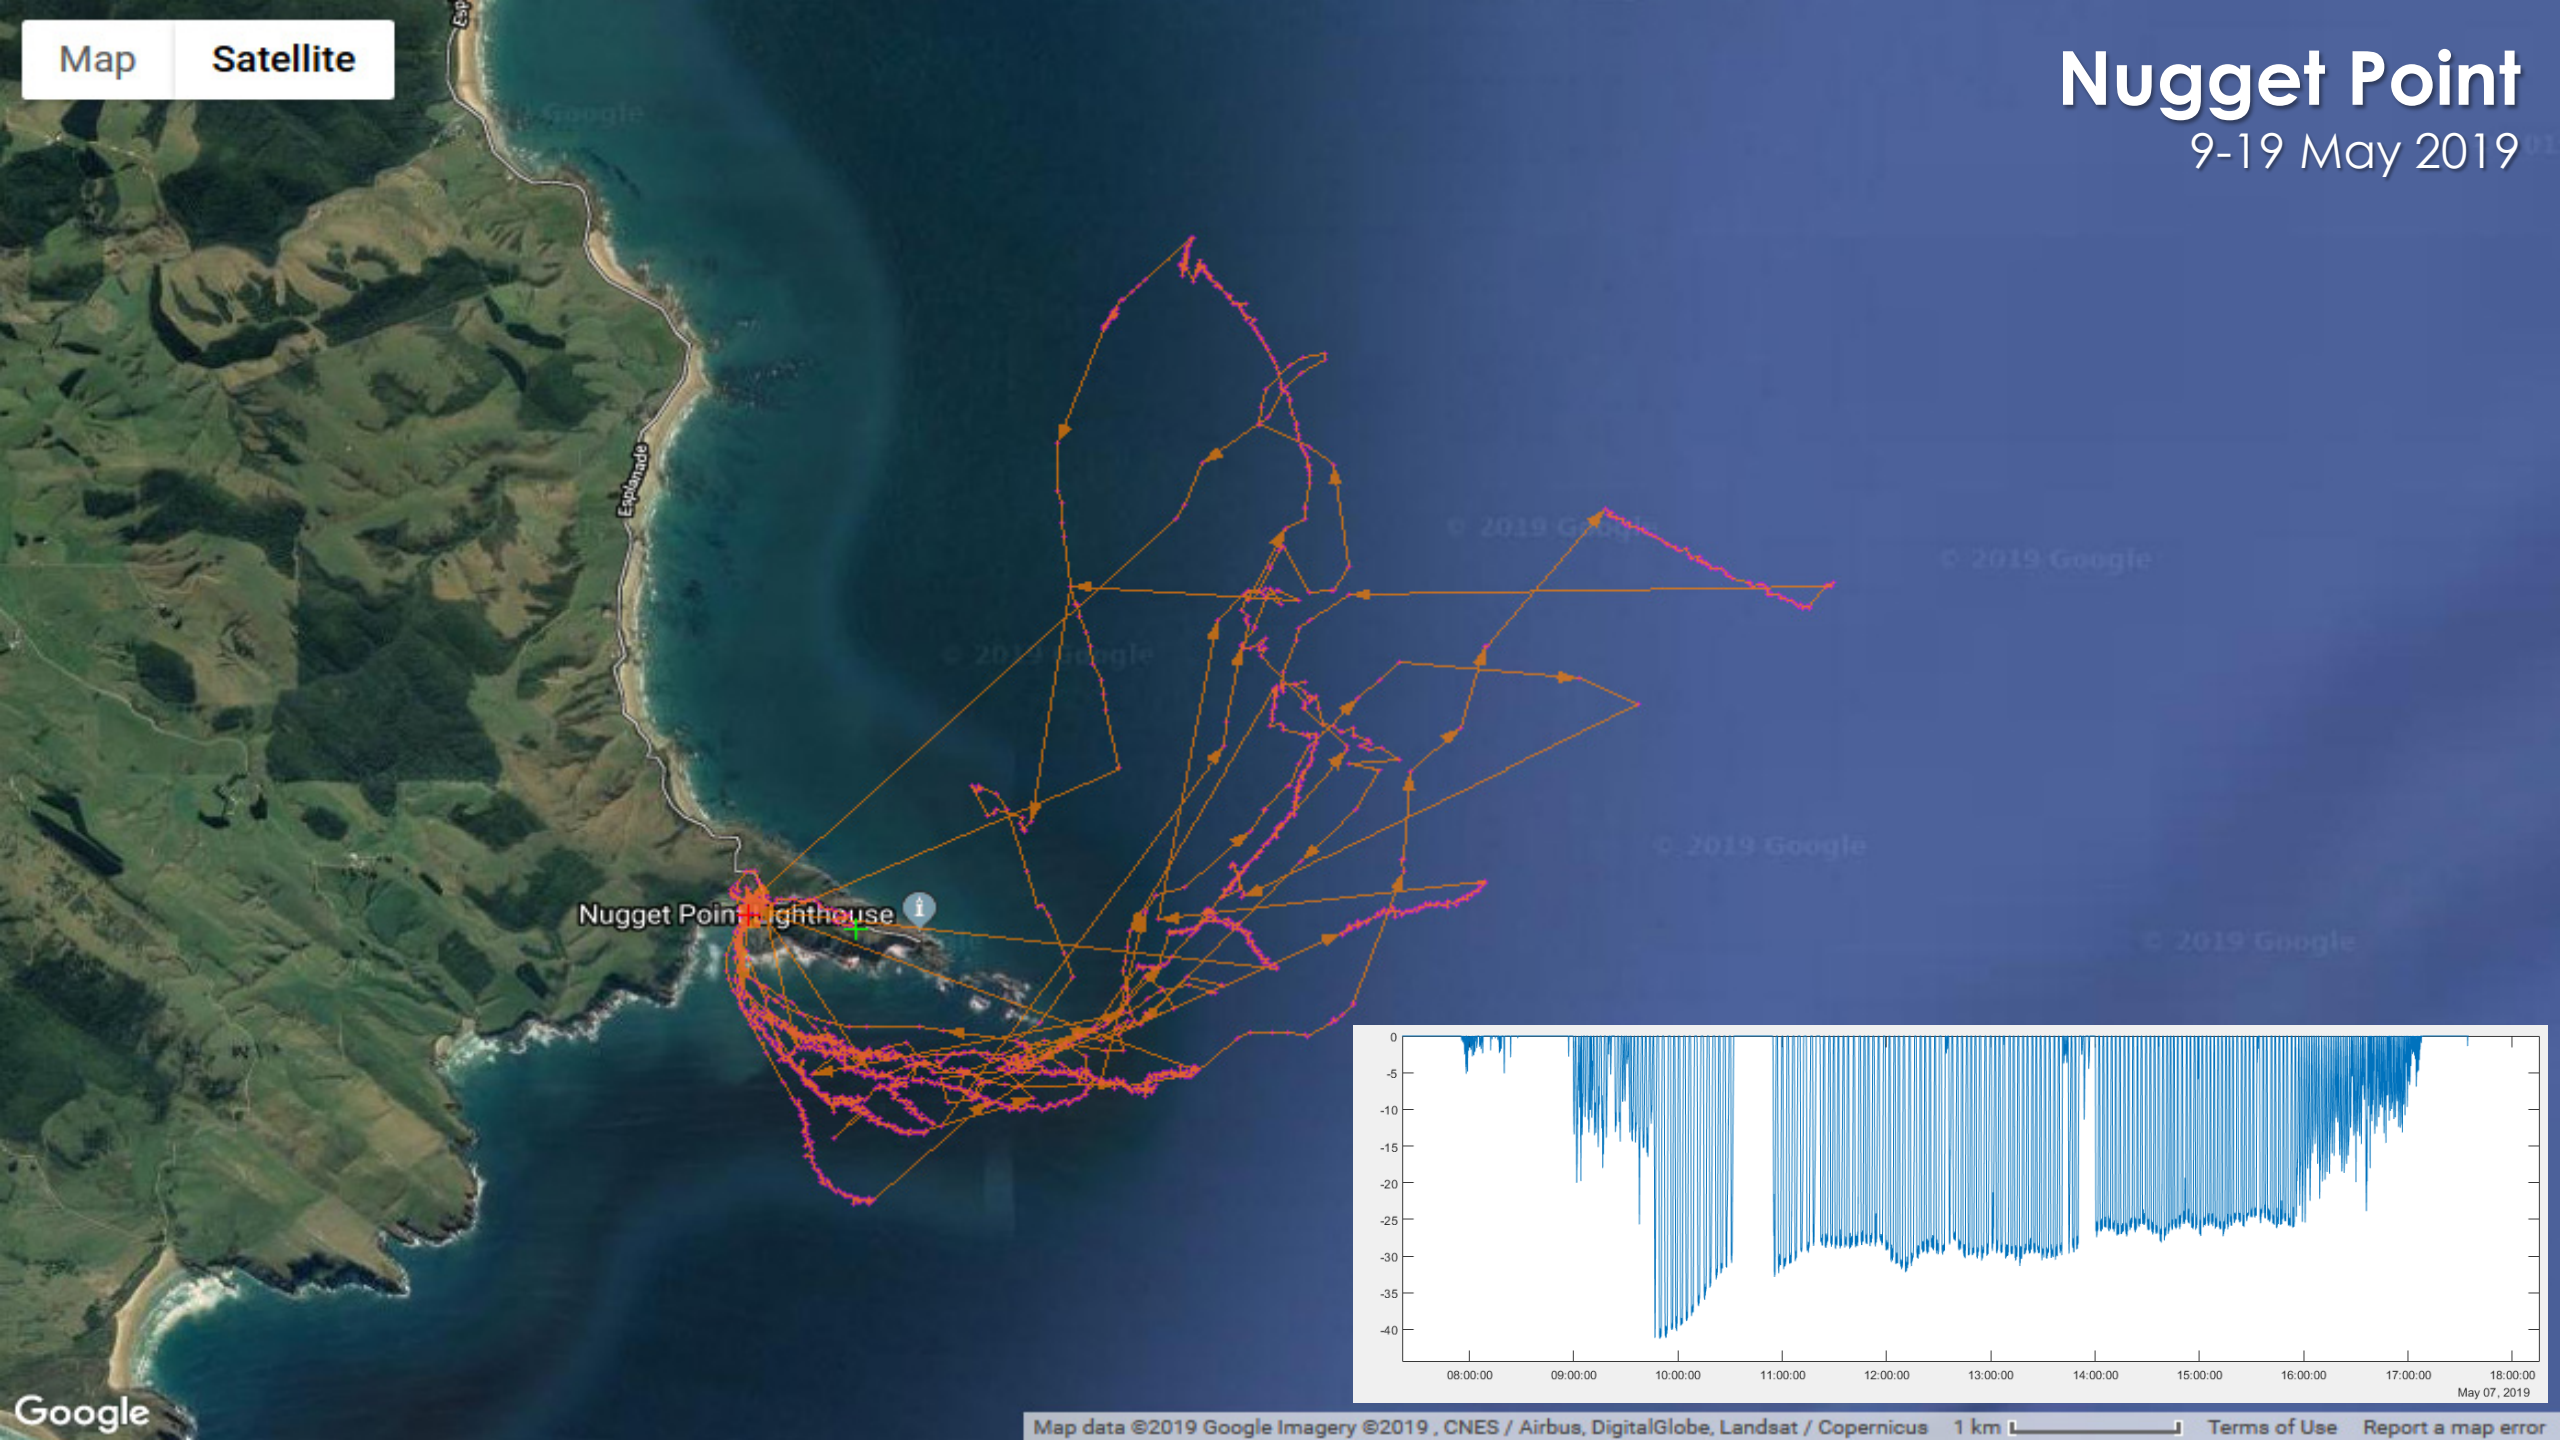 Esp
Map
Satellite
Nugget Point
9-19 May 2019
Google
Esplanade
© 2019 Google
© 2019 Google
© 2019 Google
© 2019 Google
© 2019 Google
Nugget Point Lighthouse
0
-5
-10
-15
-20
-25
-30
-35
-40
08:00:00 09:00:00 10:00:00 11:00:00 12:00:00 13:00:00 14:00:00 15:00:00 16:00:00 17:00:00 18:00:00
May 07, 2019
Google
Map data ©2019 Google Imagery ©2019 , CNES / Airbus, DigitalGlobe, Landsat / Copernicus 1 km Terms of Use Report a map error